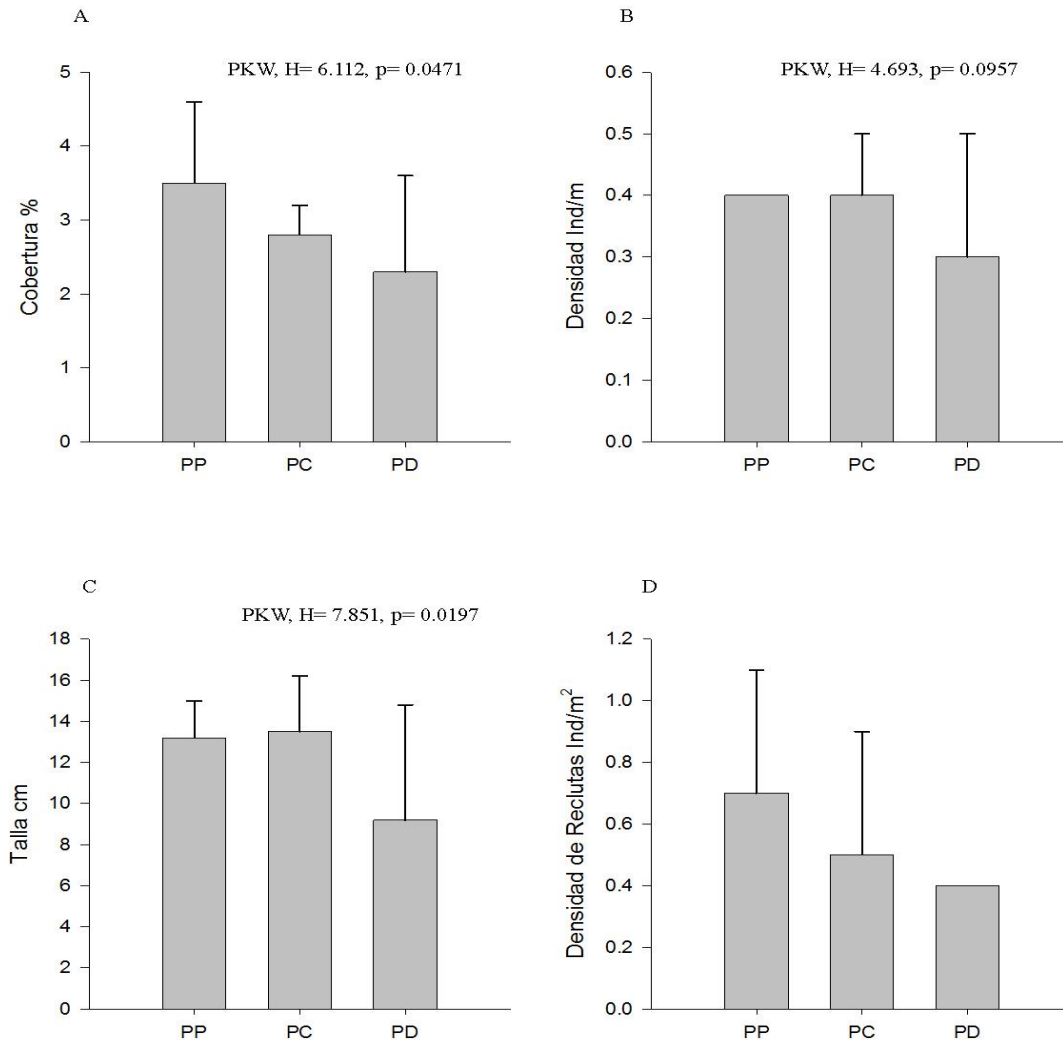 A
PKW, H= 6.112, p= 0.0471
Cobertura %
5
4
3
2
1
0
PP PC PD
B
PKW, H= 4.693, p= 0.0957
Densidad Ind/m
0.6
0.5
0.4
0.3
0.2
0.1
0.0
PP PC PD
C
PKW, H= 7.851, p= 0.0197
Talla cm
18
16
14
12
10
8
6
4
2
0
PP PC PD
D
Densidad de Reclutas Ind/m²
1.2
1.0
0.8
0.6
0.4
0.2
0.0
PP PC PD